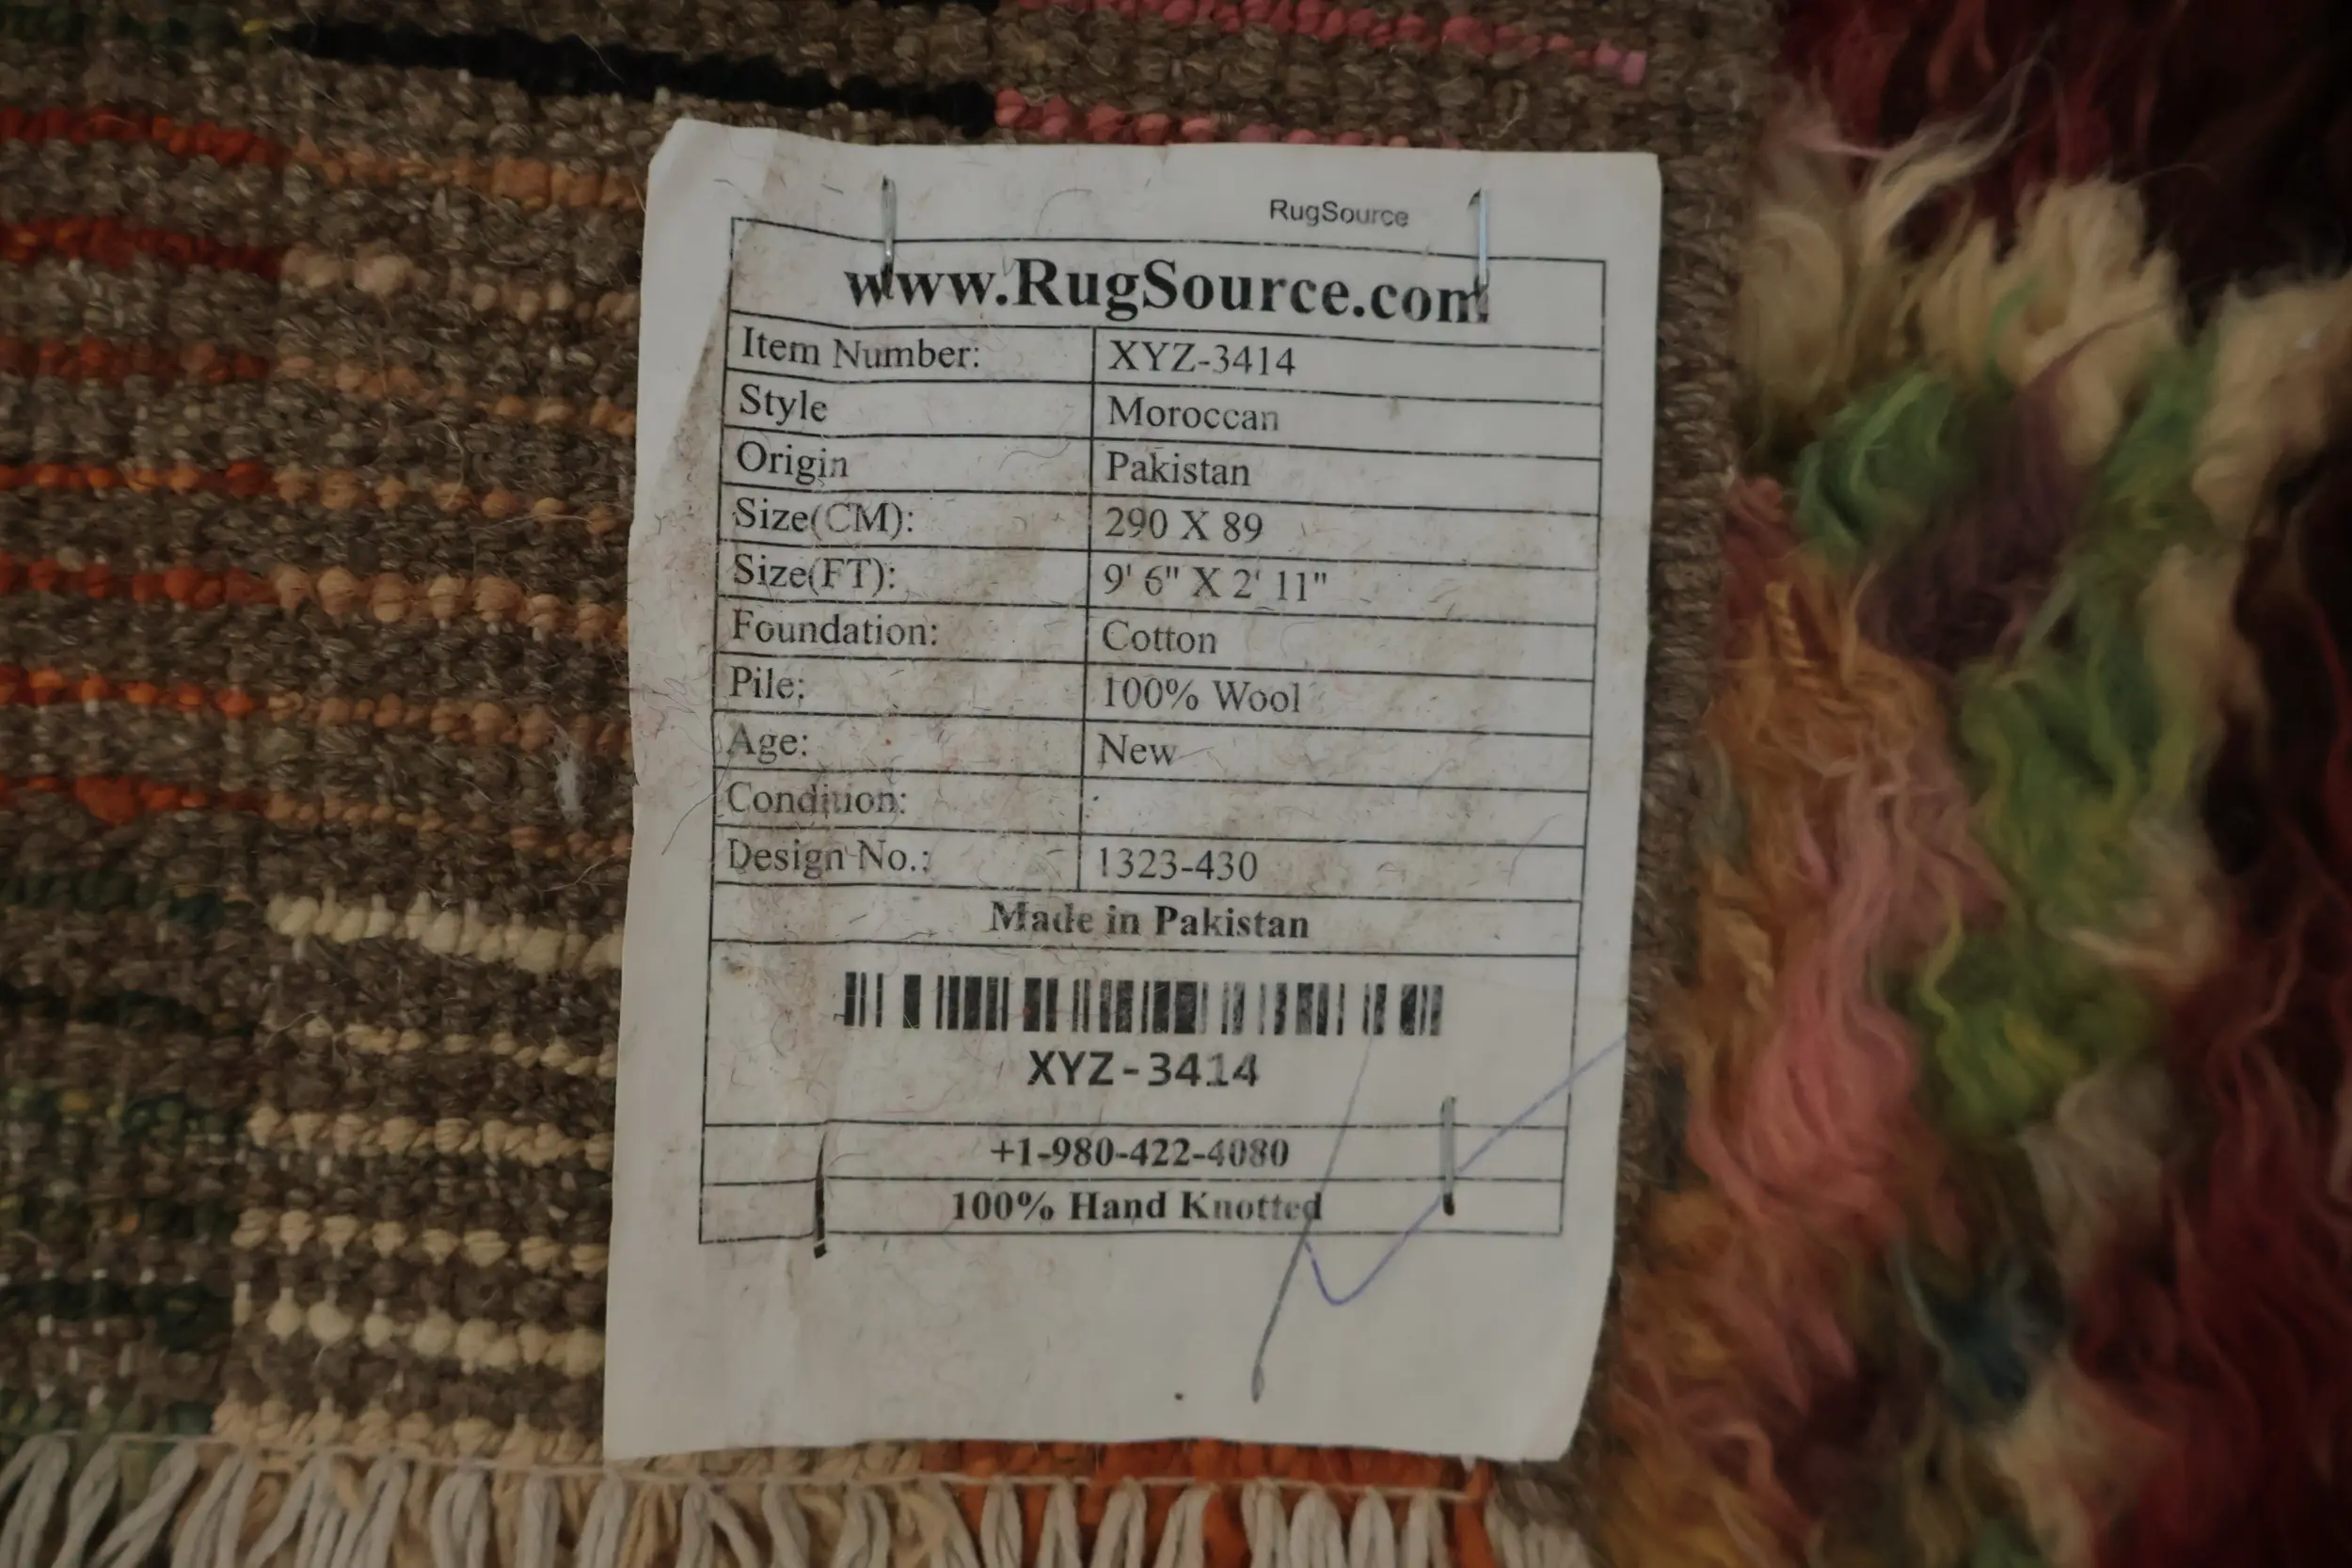 RugSource
www.RugSource.com
Item Number: XYZ-3414
Style Moroccan
Origin Pakistan
Size(CM): 290 X 89
Size(FT): 9' 6" X 2' 11"
Foundation: Cotton
Pile: 100% Wool
Age: New
Condition:
Design No.: 1323-430
Made in Pakistan
XYZ-3414
+1-980-422-4080
100% Hand Knotted